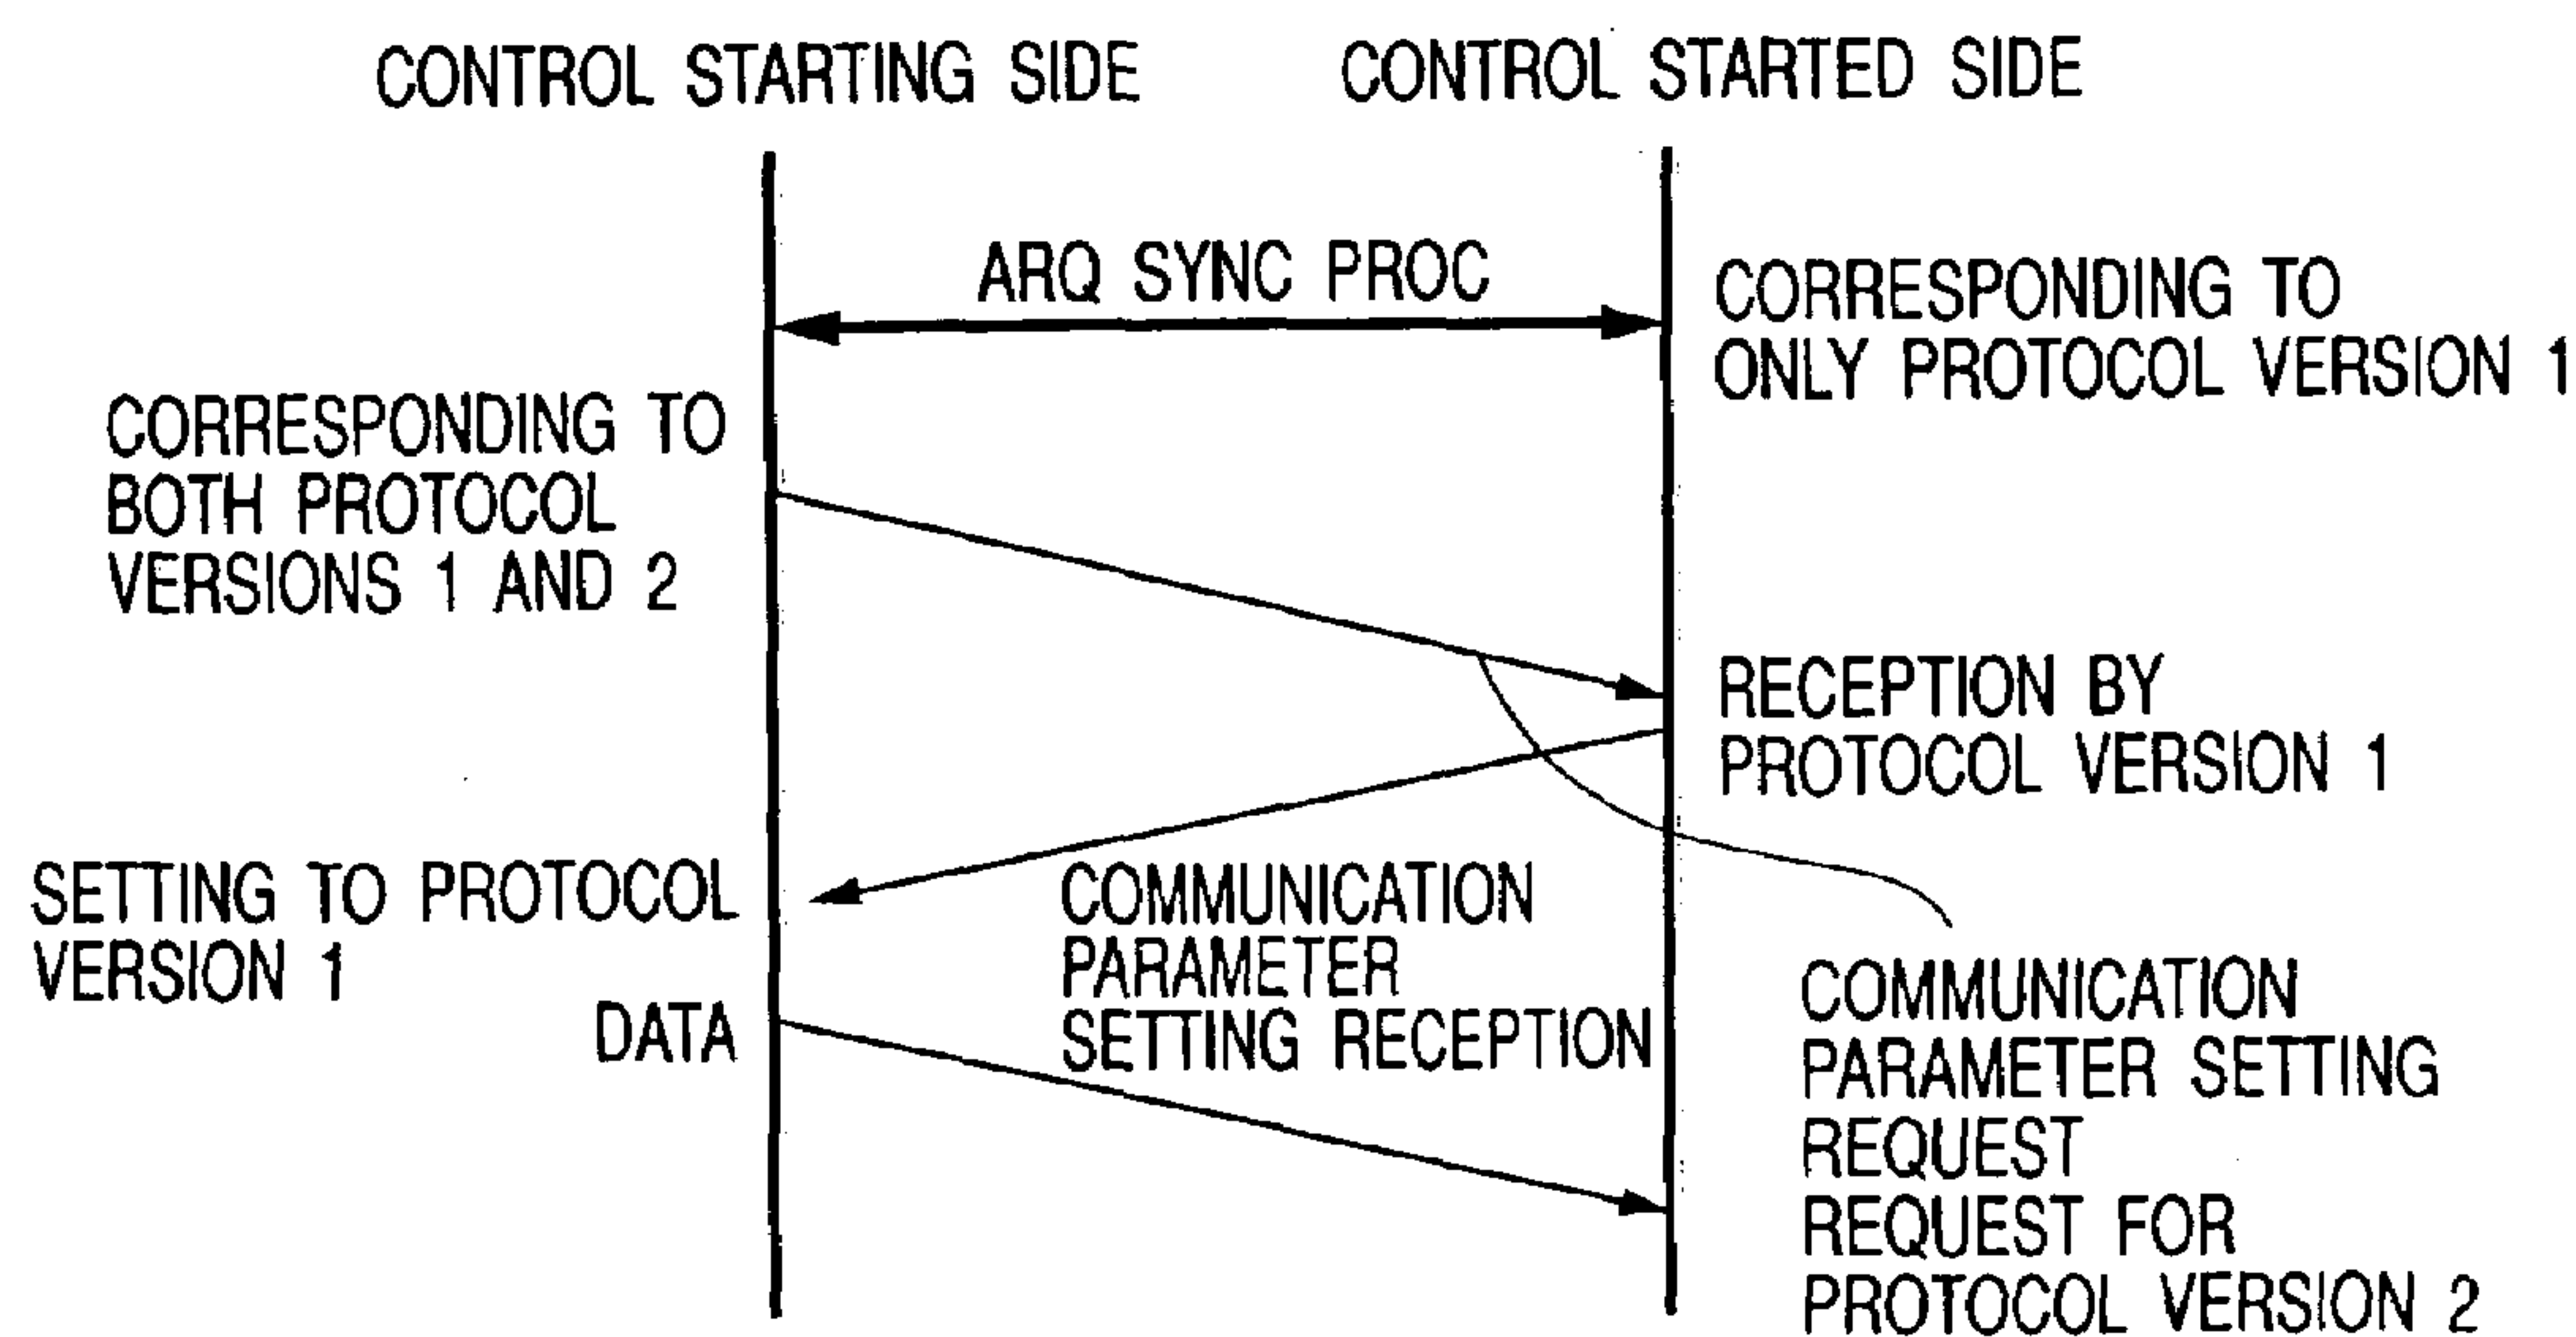 CONTROL STARTING SIDE
CONTROL STARTED SIDE
ARQ SYNC PROC
CORRESPONDING TO
ONLY PROTOCOL VERSION 1
CORRESPONDING TO
BOTH PROTOCOL
VERSIONS 1 AND 2
RECEPTION BY
PROTOCOL VERSION 1
SETTING TO PROTOCOL
VERSION 1
COMMUNICATION
PARAMETER
SETTING RECEPTION
DATA
COMMUNICATION
PARAMETER SETTING
REQUEST
REQUEST FOR
PROTOCOL VERSION 2